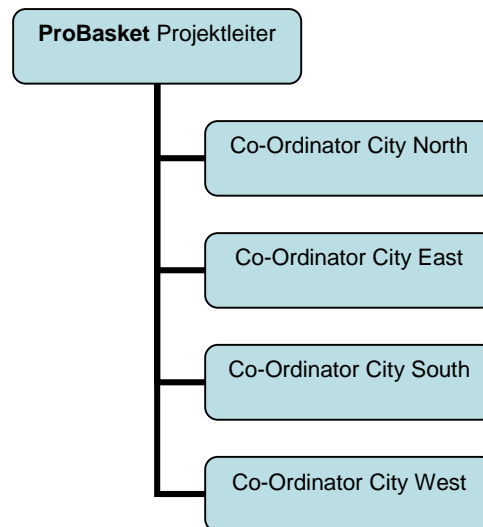 ProBasket Projektleiter
Co-Ordinator City North
Co-Ordinator City East
Co-Ordinator City South
Co-Ordinator City West